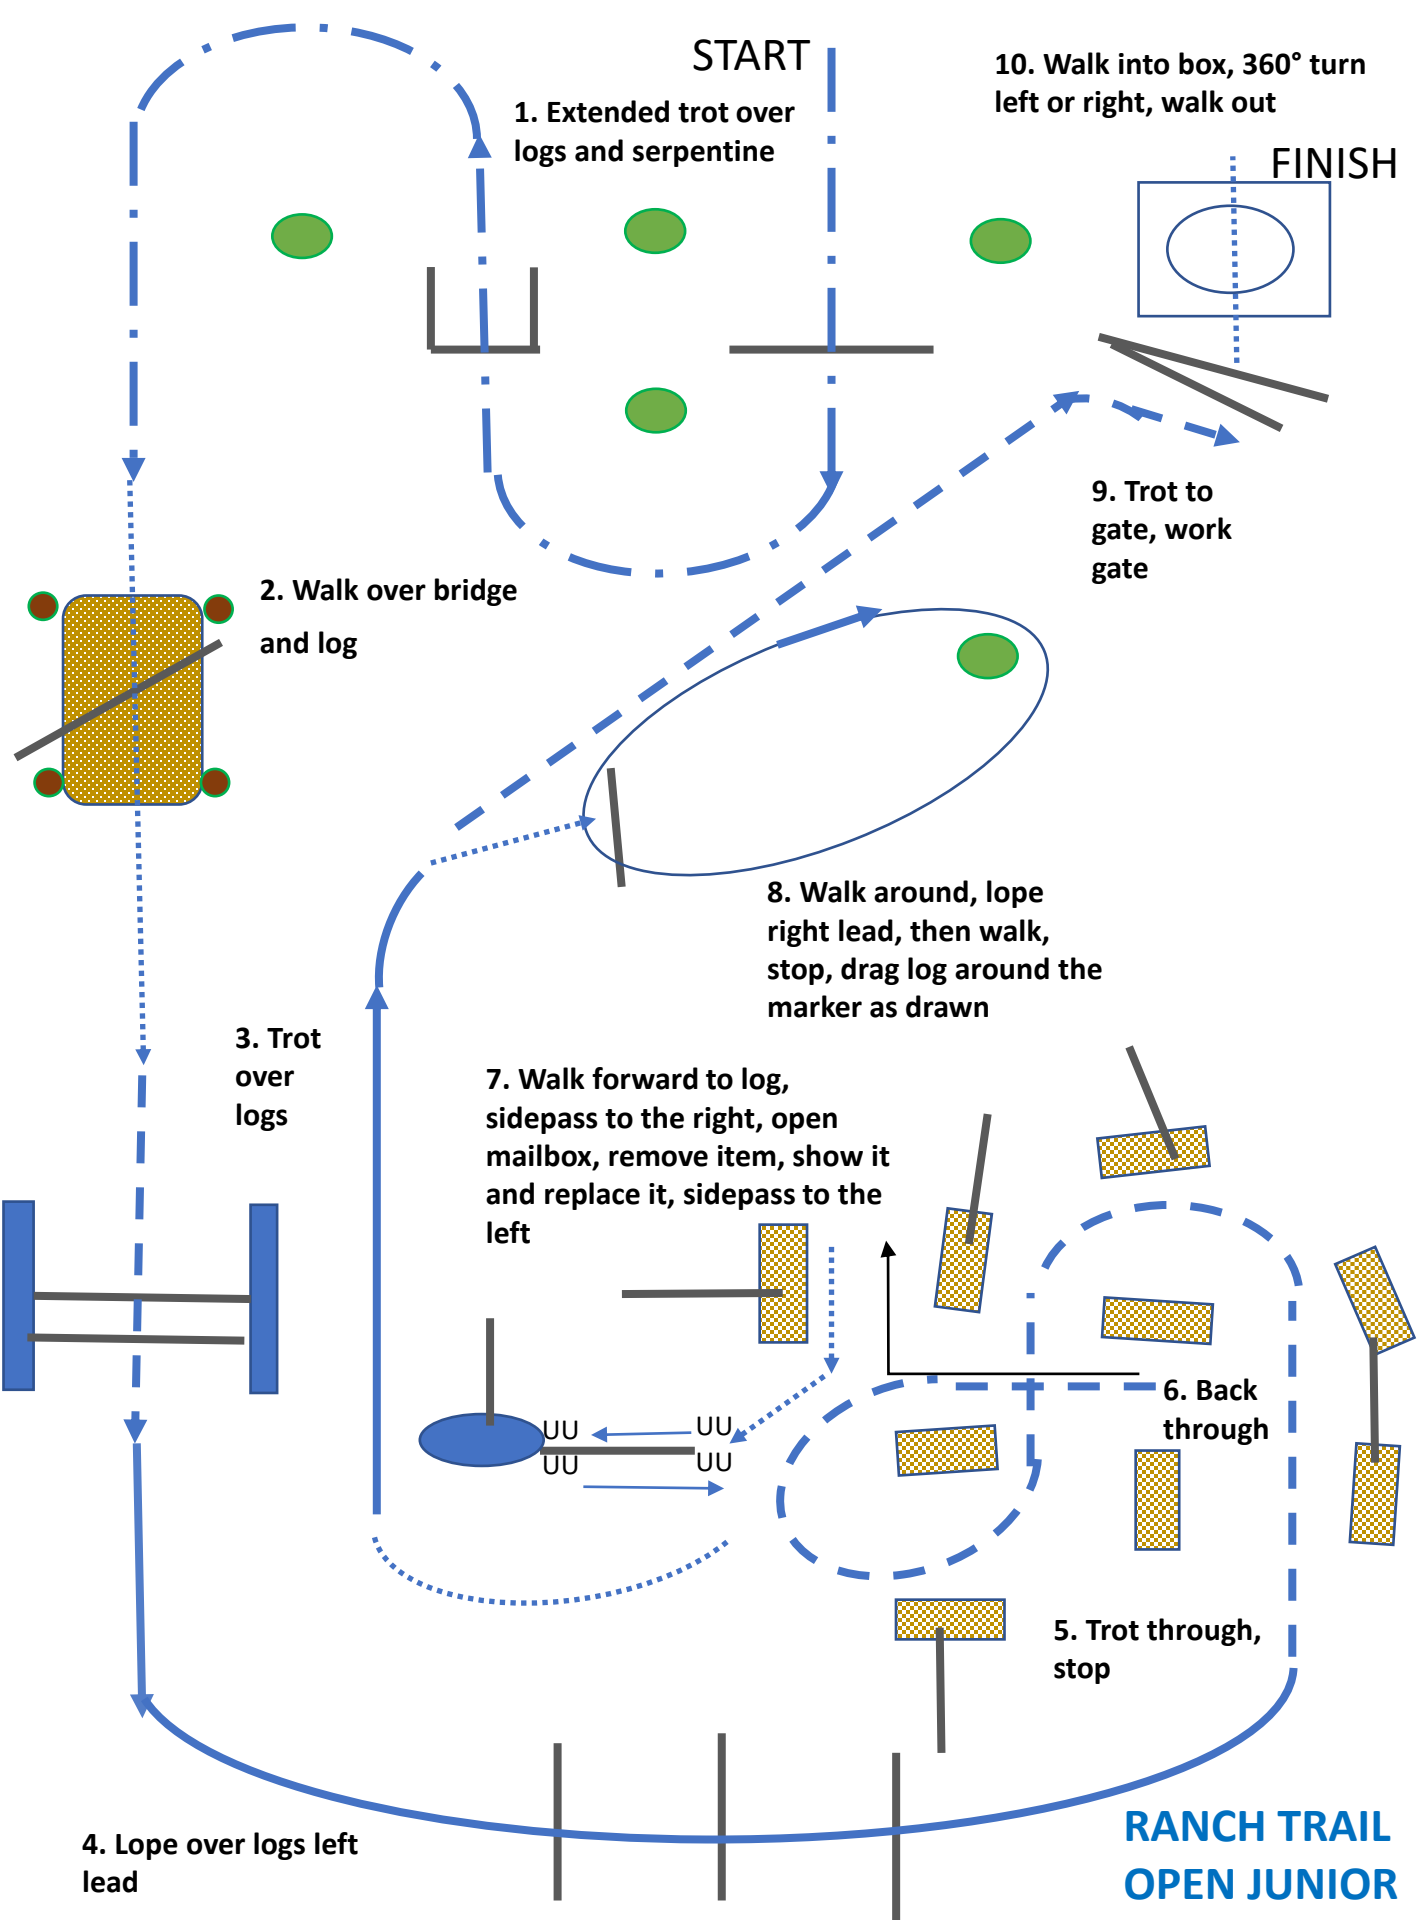 START
1. Extended trot over
logs and serpentine
10. Walk into box, 360° turn
left or right, walk out
FINISH
9. Trot to
gate, work
gate
2. Walk over bridge
and log
8. Walk around, lope
right lead, then walk,
stop, drag log around the
marker as drawn
3. Trot
over
logs
7. Walk forward to log,
sidepass to the right, open
mailbox, remove item, show it
and replace it, sidepass to the
left
6. Back
through
UU
UU
UU
UU
5. Trot through,
stop
4. Lope over logs left
lead
RANCH TRAIL
OPEN JUNIOR